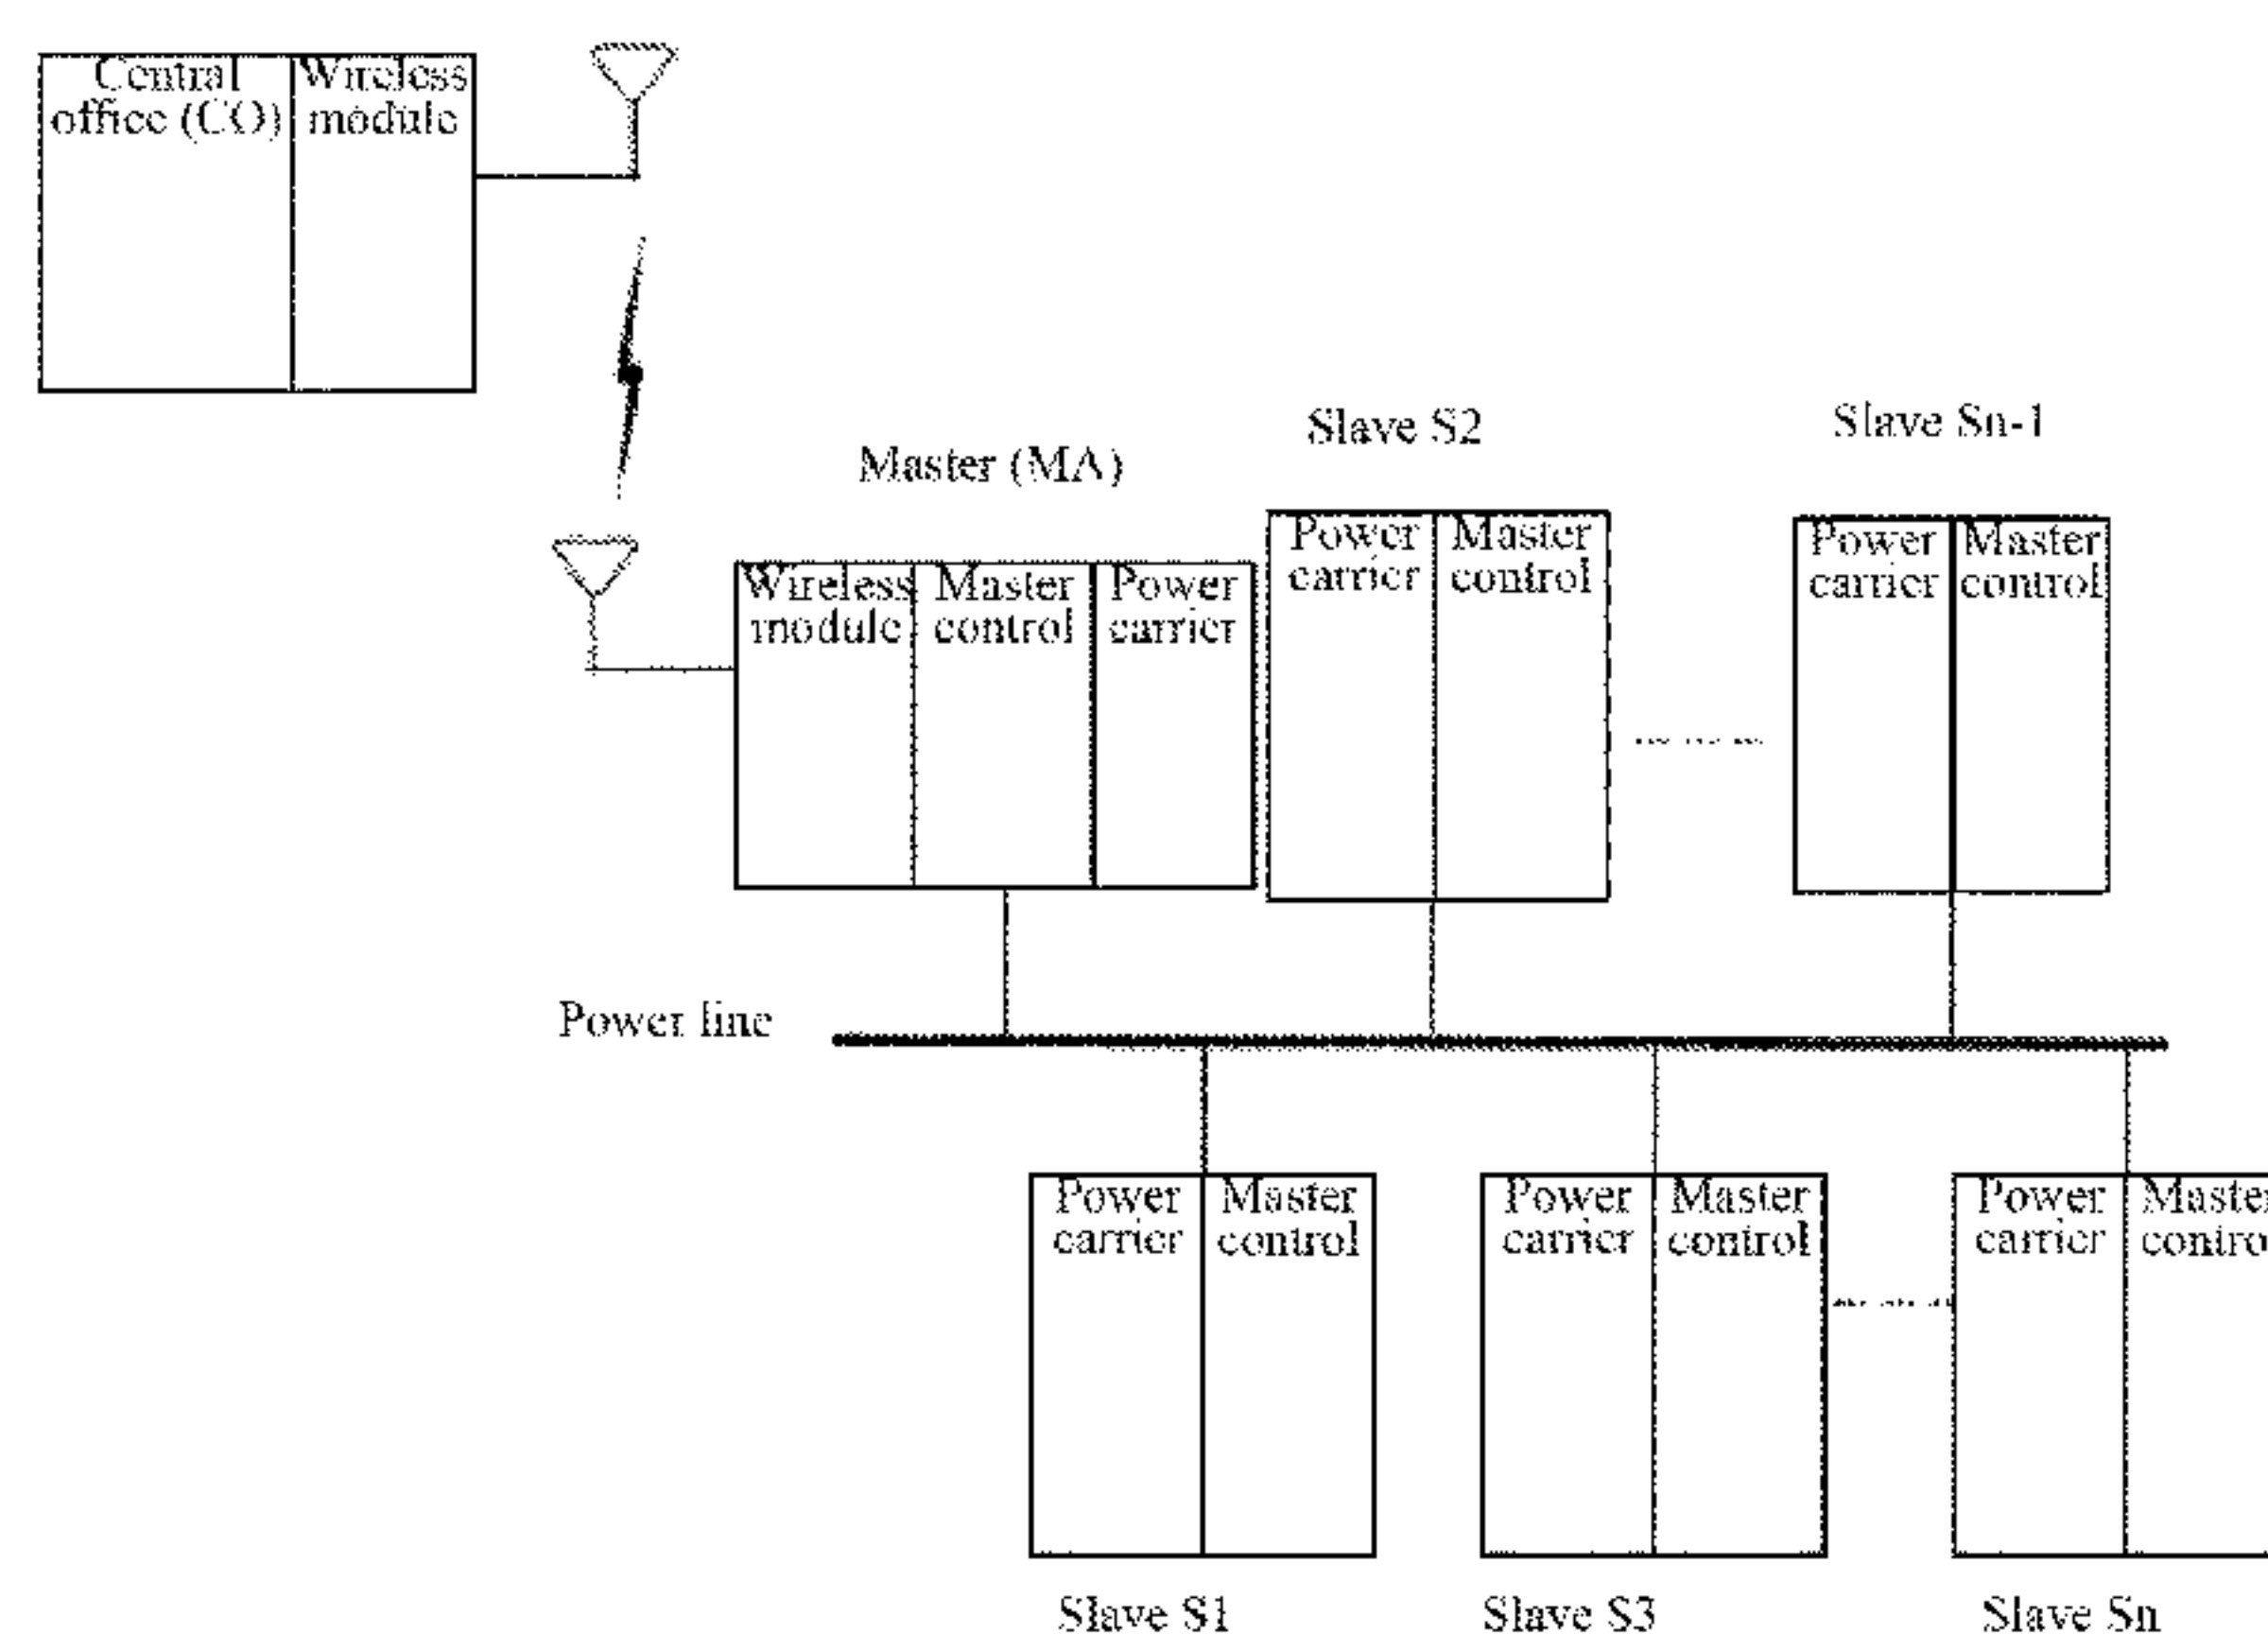 Central
office (CO)
Wireless
module
Slave S2
Slave Sn-1
Master (MA)
Wireless
module
Master
control
Power
carrier
Power
carrier
Master
control
Power
carrier
Master
control
Power line
Power
carrier
Master
control
Power
carrier
Master
control
Power
carrier
Master
contro
Slave S1
Slave S3
Slave Sn